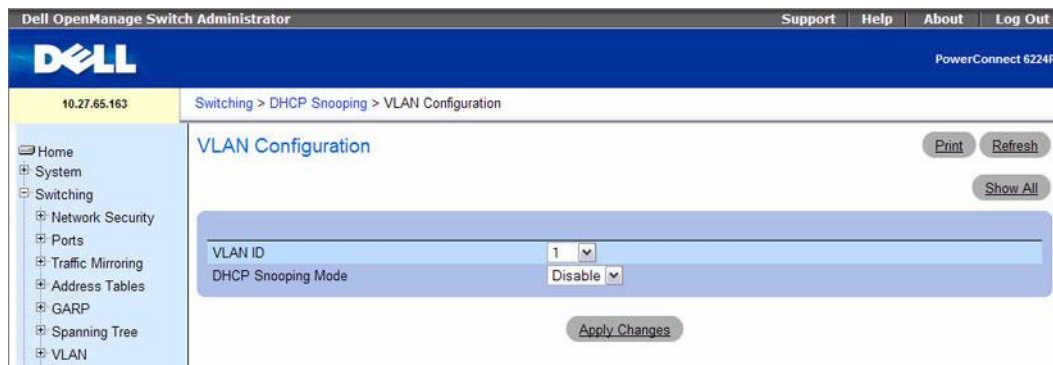 Dell OpenManage Switch Administrator
Support Help About Log Out
DELL
PowerConnect 6224
10.27.65.163
Switching > DHCP Snooping > VLAN Configuration
Home
System
Switching
Network Security
Ports
Traffic Mirroring
Address Tables
GARP
Spanning Tree
VLAN
VLAN Configuration
Print
Refresh
Show All
VLAN ID 1
DHCP Snooping Mode Disable
Apply Changes